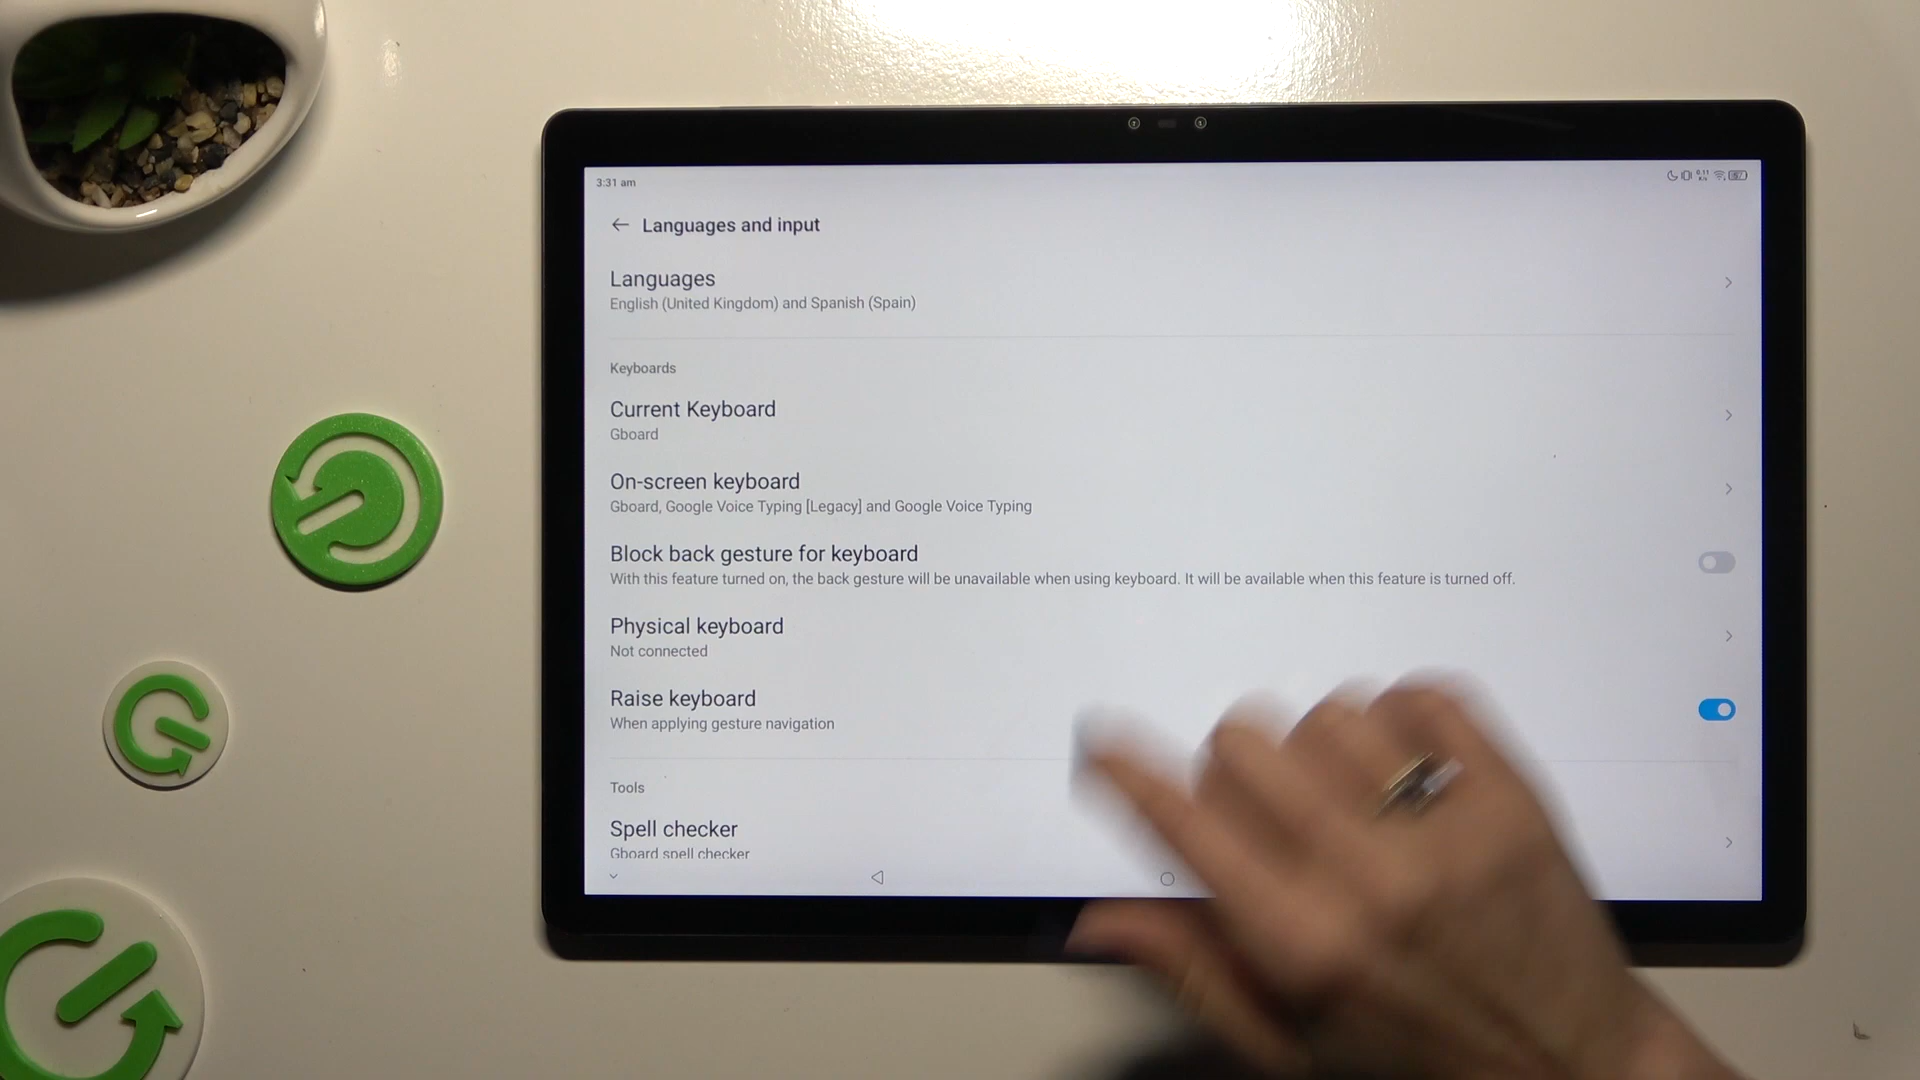 3:31 am
Languages and input
Languages
English (United Kingdom) and Spanish (Spain)
Keyboards
Current Keyboard
Gboard
On-screen keyboard
Gboard, Google Voice Typing [Legacy] and Google Voice Typing
Block back gesture for keyboard
With this feature turned on, the back gesture will be unavailable when using keyboard. It will be available when this feature is turned off.
Physical keyboard
Not connected
Raise keyboard
When applying gesture navigation
Tools
Spell checker
Gboard spell checker